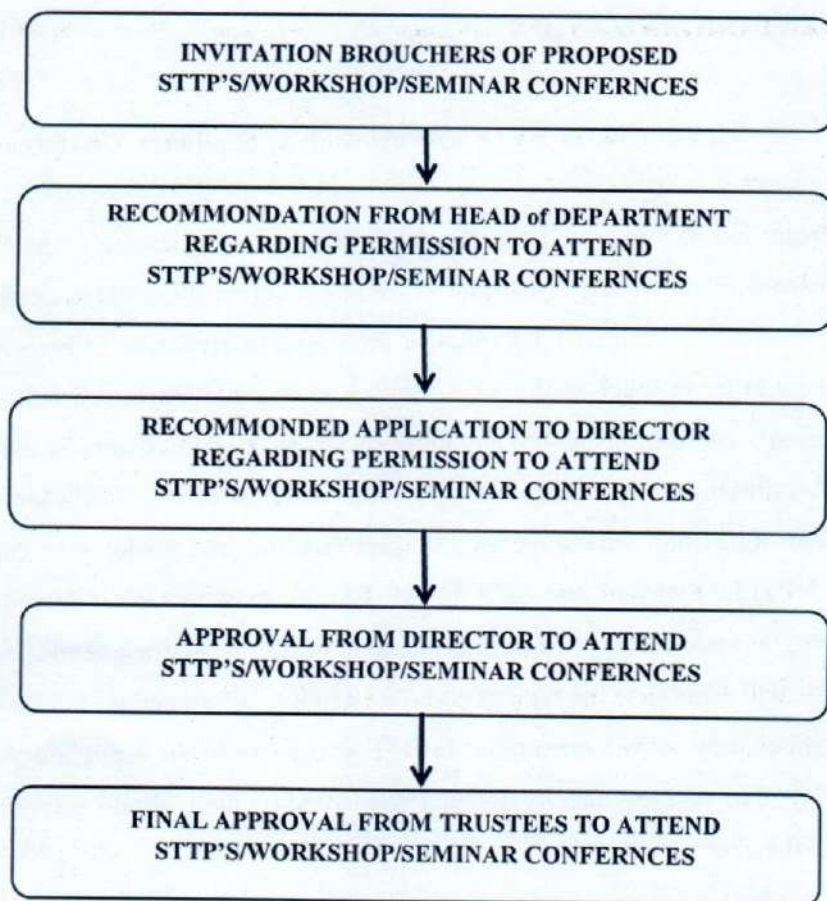 INVITATION BROUCHERS OF PROPOSED
STTP'S/WORKSHOP/SEMINAR CONFERNCES
RECOMMONDATION FROM HEAD of DEPARTMENT
REGARDING PERMISSION TO ATTEND
STTP'S/WORKSHOP/SEMINAR CONFERNCES
RECOMMONDED APPLICATION TO DIRECTOR
REGARDING PERMISSION TO ATTEND
STTP'S/WORKSHOP/SEMINAR CONFERNCES
APPROVAL FROM DIRECTOR TO ATTEND
STTP'S/WORKSHOP/SEMINAR CONFERNCES
FINAL APPROVAL FROM TRUSTEES TO ATTEND
STTP'S/WORKSHOP/SEMINAR CONFERNCES